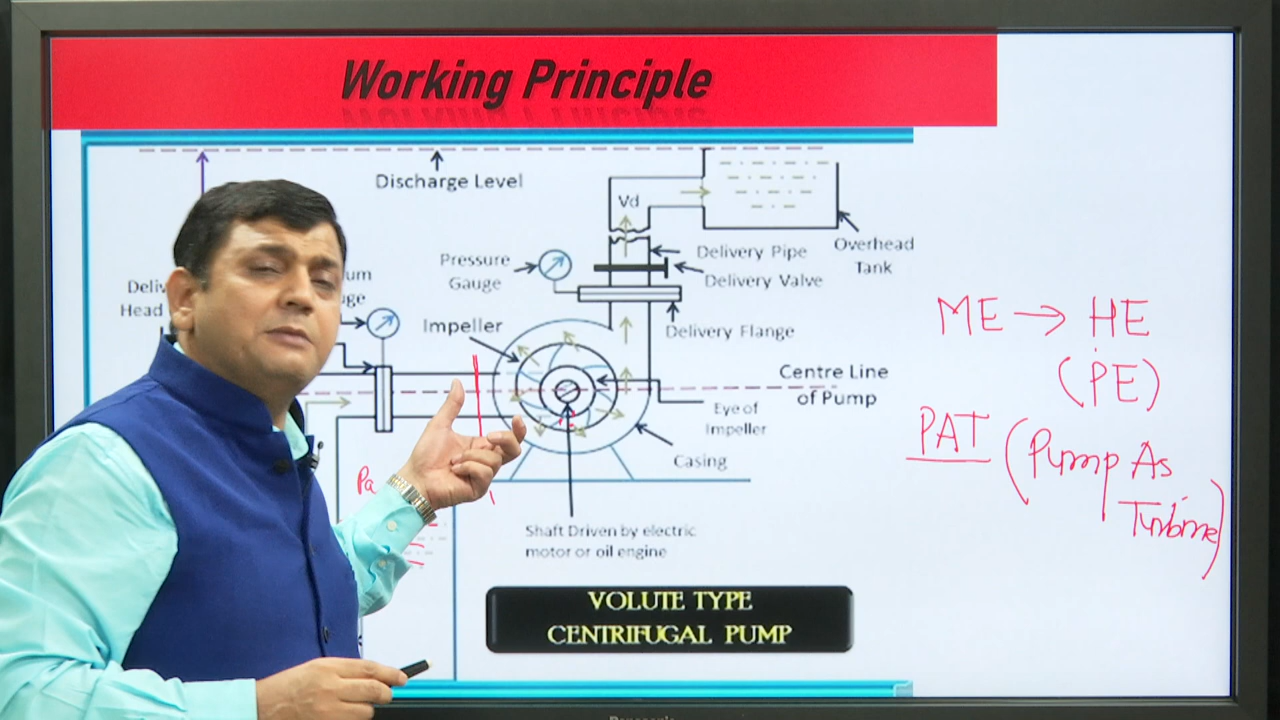 Working Principle
Discharge Level
Vd
Overhead
Tank
Delivery Pipe
Delivery Valve
Pressure
Gauge
Delivery Flange
Impeller
Head
Centre Line
of Pump
Eye of
Impeller
Casing
Shaft Driven by electric
motor or oil engine
VOLUTE TYPE
CENTRIFUGAL PUMP
Pa
ME → HE
(PE)
PAT (Pump As
Turbine)